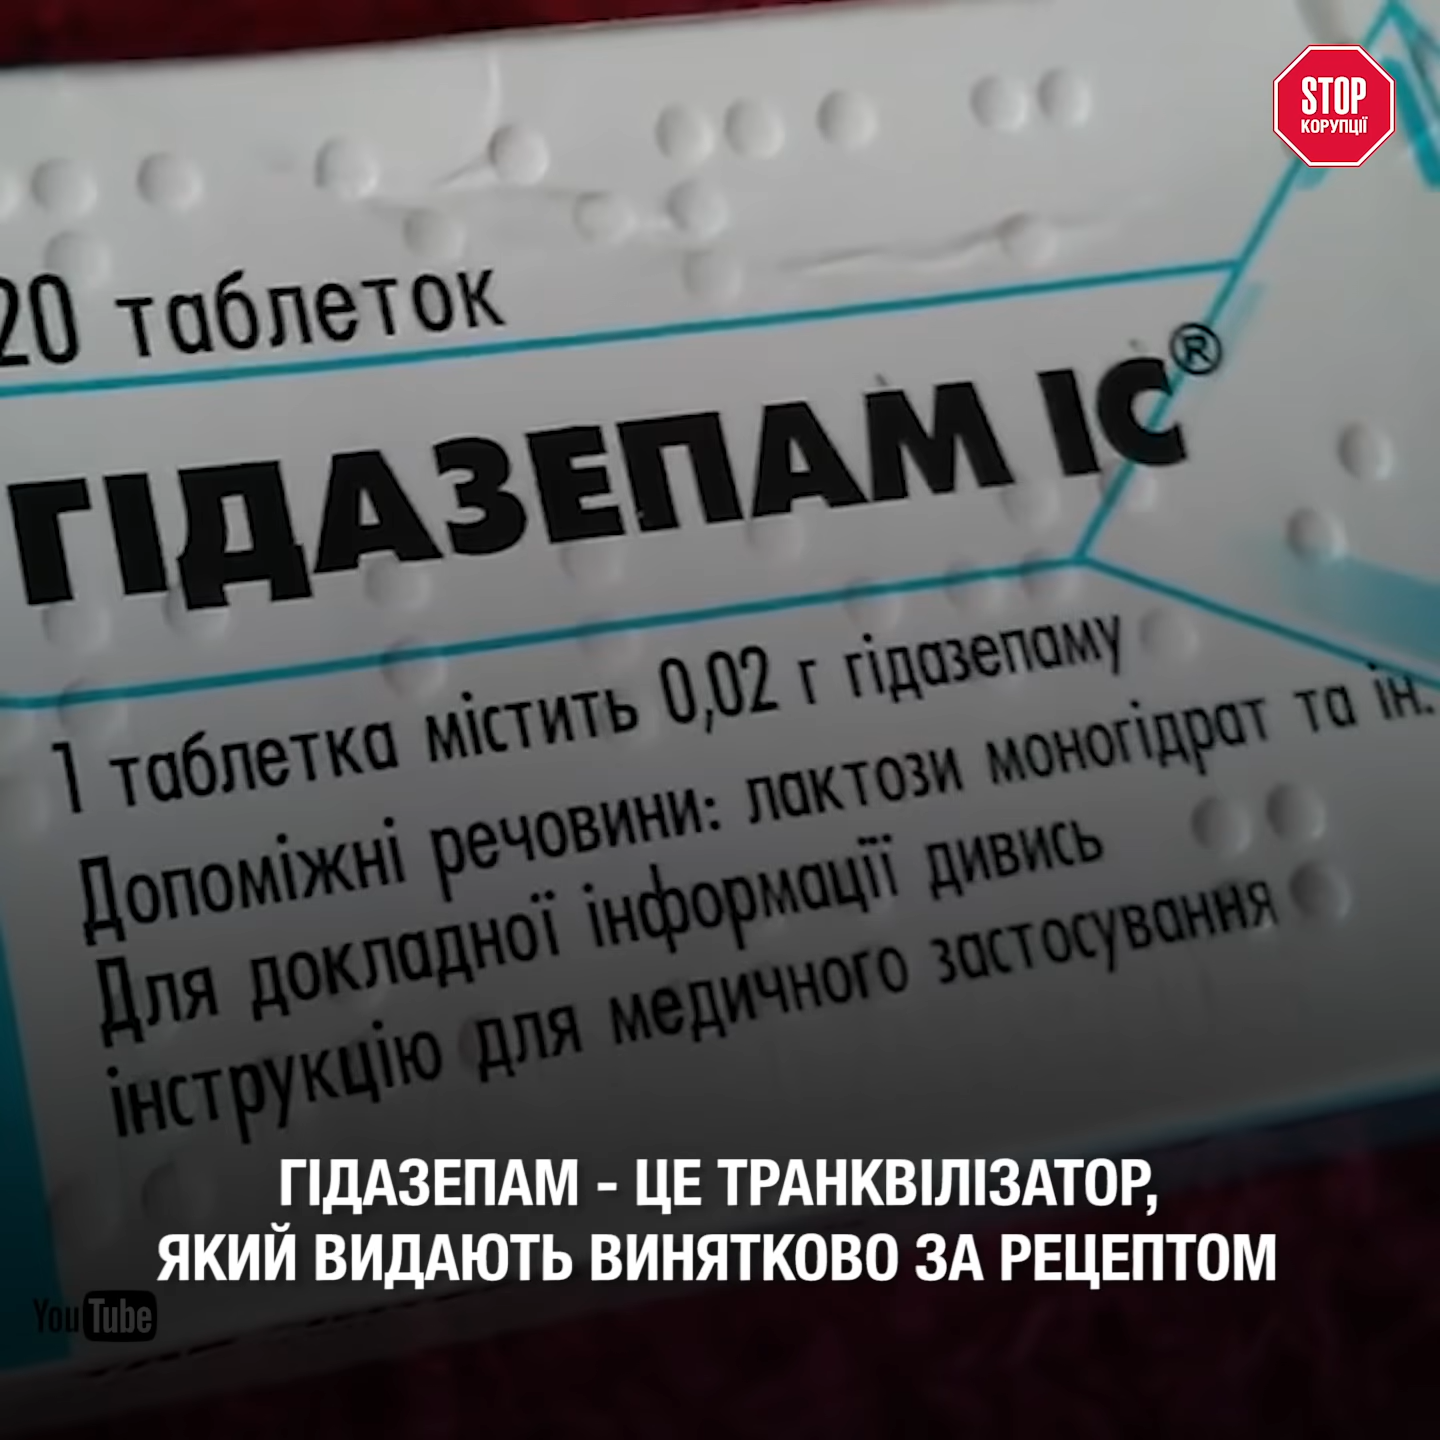 STOP
КОРУПЦІЇ
20 таблеток
ГІДАЗЕПАМ ІС®
1 таблетка містить 0,02 г гідазепаму
Допоміжні речовини: лактози моногідрат та ін.
Для докладної інформації дивись
інструкцію для медичного застосування
ГІДАЗЕПАМ - ЦЕ ТРАНКВІЛІЗАТОР,
ЯКИЙ ВИДАЮТЬ ВИНЯТКОВО ЗА РЕЦЕПТОМ
YouTube